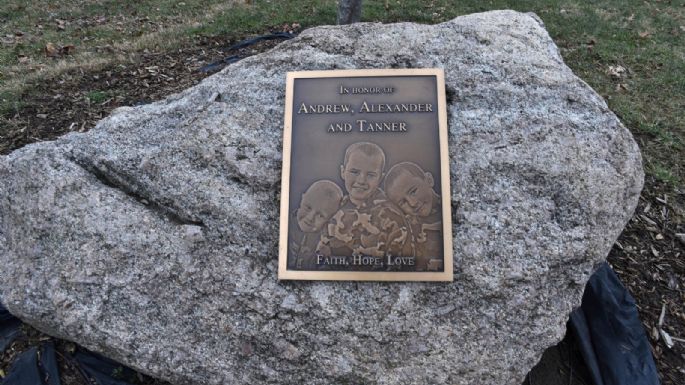 In honor of
Andrew, Alexander
and Tanner
Faith, Hope, Love